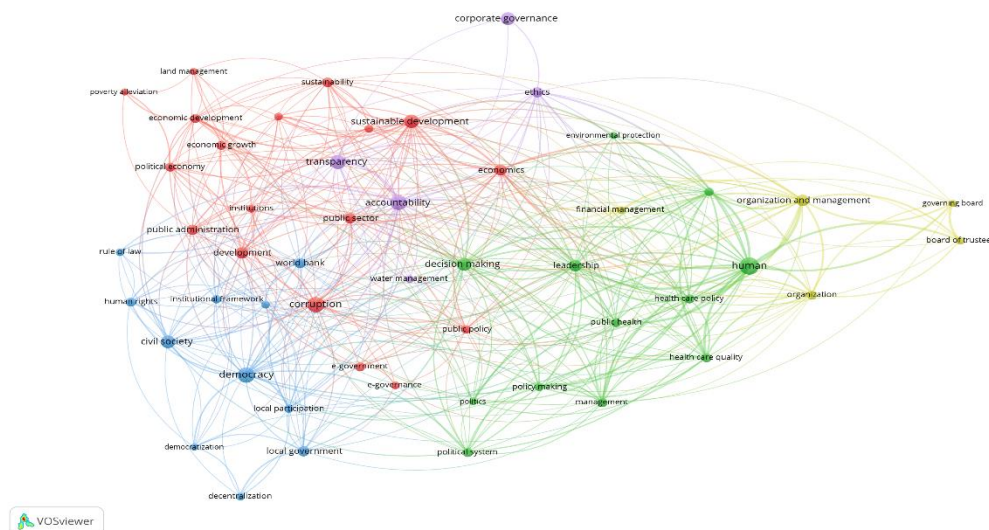 corporate governance
land management
poverty alleviation
sustainability
ethics
economic development
sustainable development
environmental protection
economic growth
transparency
political economy
economics
accountability
organization and management
governing board
institutions
financial management
public sector
public administration
board of trustee
rule of law
development
world bank
decision making
leadership
human
water management
human rights
institutional framework
corruption
health care policy
organization
public health
public policy
civil society
health care quality
e-government
democracy
e-governance
policy making
politics
management
local participation
democratization
local government
political system
decentralization
VOSviewer